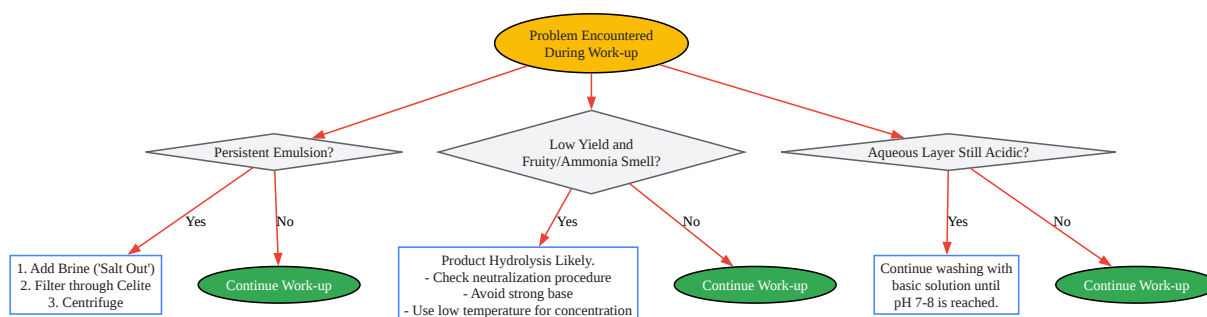 Problem Encountered
During Work-up
Persistent Emulsion?
Low Yield and
Fruity/Ammonia Smell?
Aqueous Layer Still Acidic?
Yes
No
Yes
No
Yes
No
1. Add Brine ('Salt Out')
2. Filter through Celite
3. Centrifuge
Continue Work-up
Product Hydrolysis Likely.
- Check neutralization procedure
- Avoid strong base
- Use low temperature for concentration
Continue Work-up
Continue washing with
basic solution until
pH 7-8 is reached.
Continue Work-up